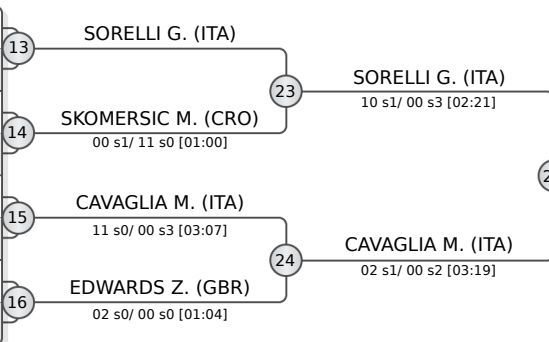 SORELLI G. (ITA)
13
23
SORELLI G. (ITA)
10 s1/ 00 s3 [02:21]
SKOMERSIC M. (CRO)
14
00 s1/ 11 s0 [01:00]
CAVAGLIA M. (ITA)
15
11 s0/ 00 s3 [03:07]
24
CAVAGLIA M. (ITA)
02 s1/ 00 s2 [03:19]
EDWARDS Z. (GBR)
16
02 s0/ 00 s0 [01:04]